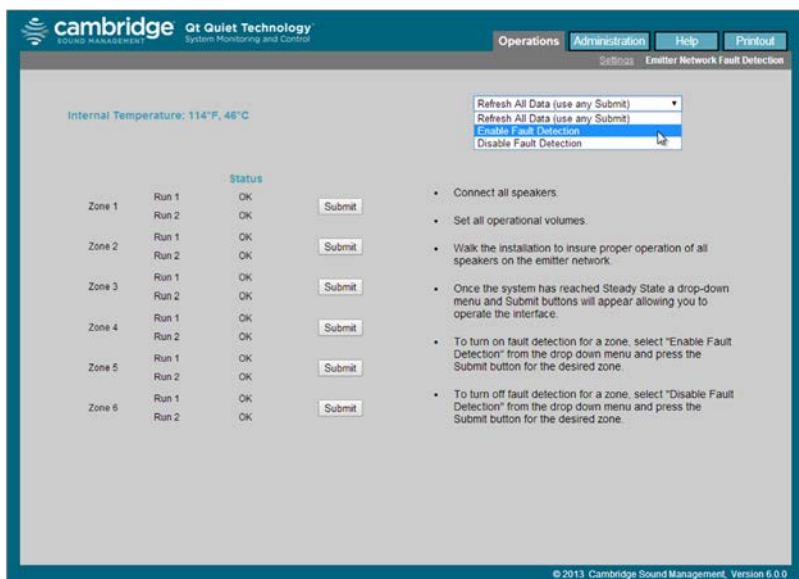 cambridge
SOUND MANAGEMENT
Qt Quiet Technology
System Monitoring and Control
Operations
Administration
Help
Printout
Settings
Emitter Network Fault Detection
Internal Temperature: 114°F, 46°C
Refresh All Data (use any Submit)
Refresh All Data (use any Submit)
Enable Fault Detection
Disable Fault Detection
Status
Zone 1
Run 1 OK
Run 2 OK
Submit
Zone 2
Run 1 OK
Run 2 OK
Submit
Zone 3
Run 1 OK
Run 2 OK
Submit
Zone 4
Run 1 OK
Run 2 OK
Submit
Zone 5
Run 1 OK
Run 2 OK
Submit
Zone 6
Run 1 OK
Run 2 OK
Submit
• Connect all speakers.
• Set all operational volumes.
• Walk the installation to insure proper operation of all
speakers on the emitter network.
• Once the system has reached Steady State a drop-down
menu and Submit buttons will appear allowing you to
operate the interface.
• To turn on fault detection for a zone, select "Enable Fault
Detection" from the drop down menu and press the
Submit button for the desired zone.
• To turn off fault detection for a zone, select "Disable Fault
Detection" from the drop down menu and press the
Submit button for the desired zone.
© 2013 Cambridge Sound Management, Version 6.0.0